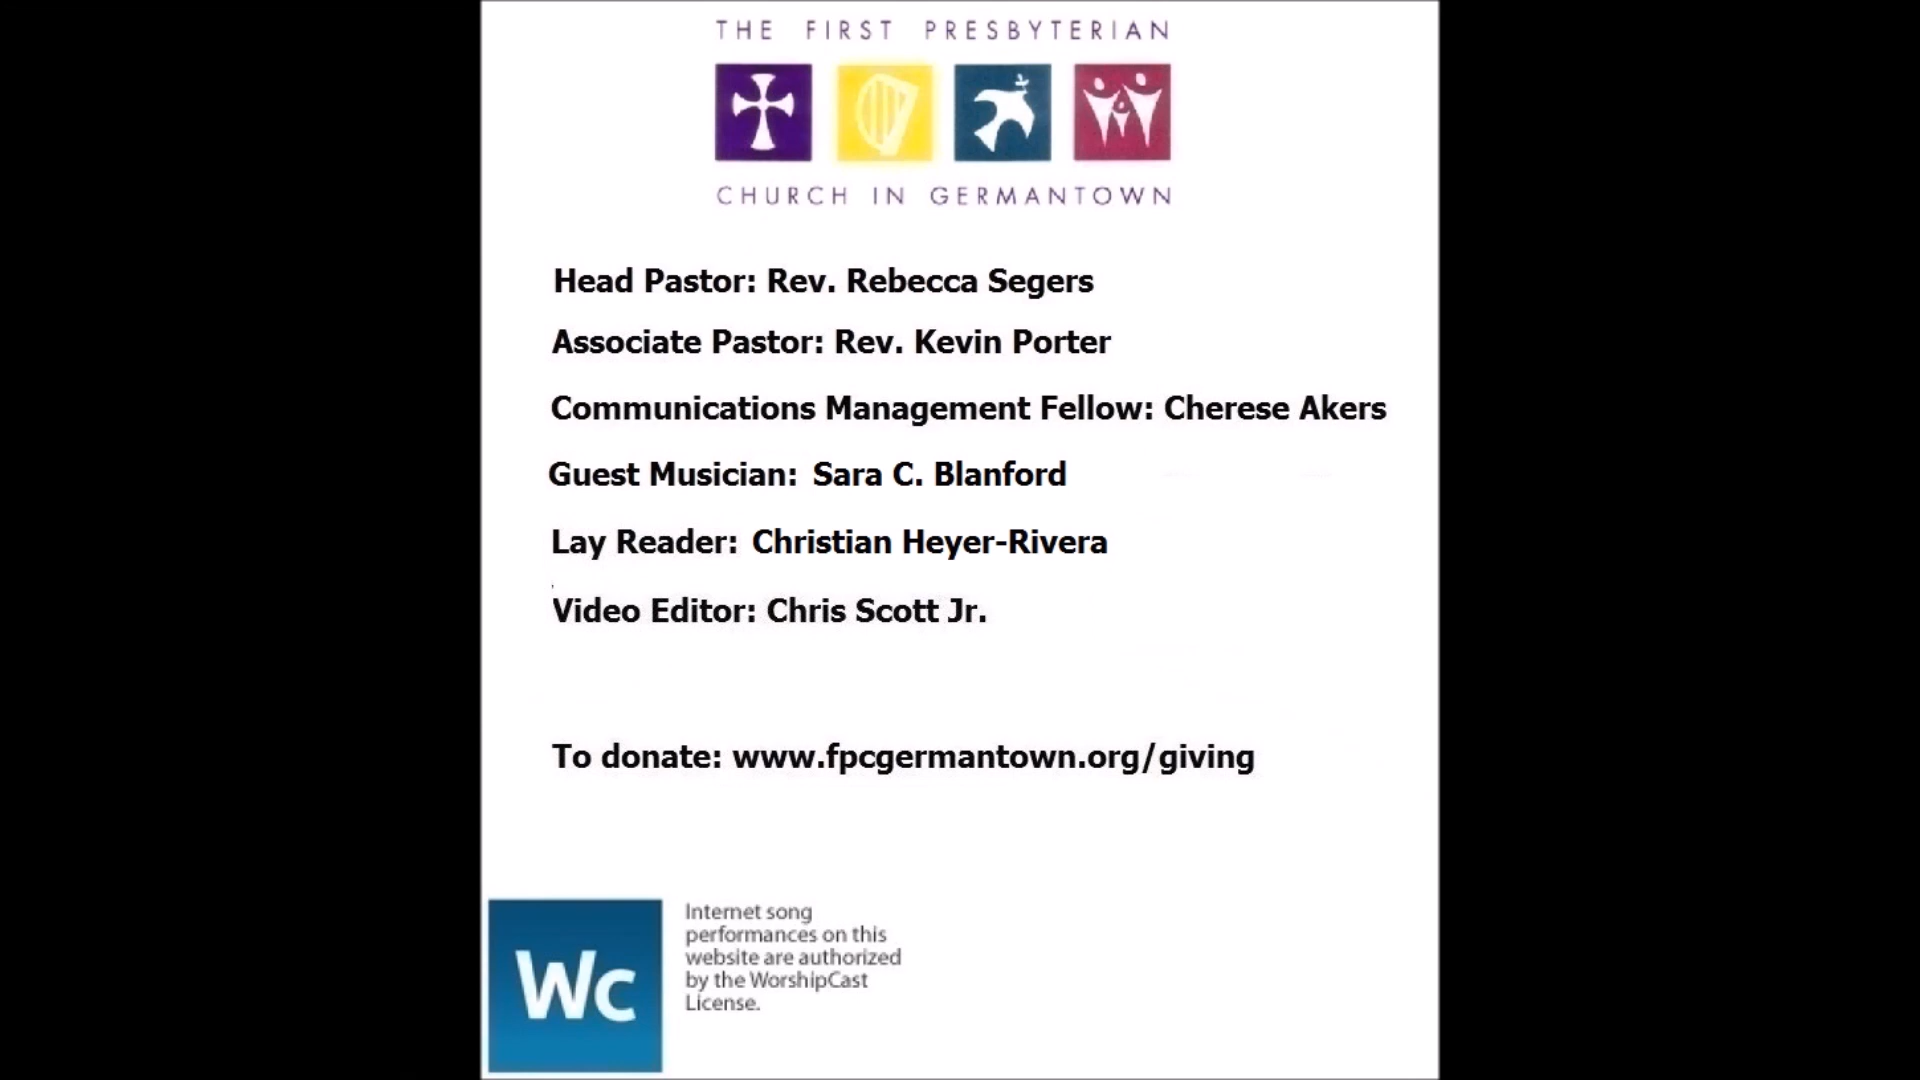 THE FIRST PRESBYTERIAN
CHURCH IN GERMANTOWN
Head Pastor: Rev. Rebecca Segers
Associate Pastor: Rev. Kevin Porter
Communications Management Fellow: Cherese Akers
Guest Musician: Sara C. Blanford
Lay Reader: Christian Heyer-Rivera
Video Editor: Chris Scott Jr.
To donate: www.fpcgermantown.org/giving
Wc
Internet song
performances on this
website are authorized
by the WorshipCast
License.